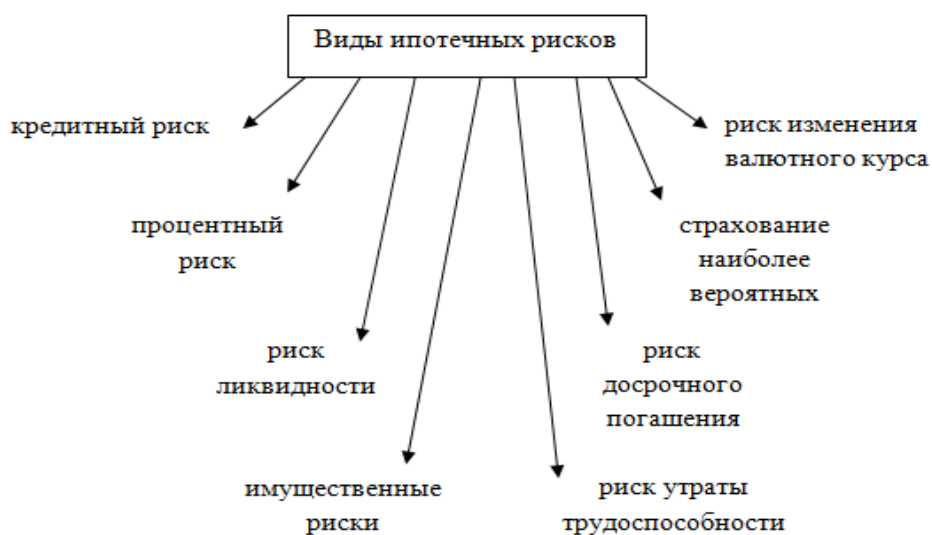 Виды ипотечных рисков
кредитный риск
риск изменения
валютного курса
процентный
риск
страхование
наиболее
вероятных
риск
ликвидности
риск
досрочного
погашения
имущественные
риски
риск утраты
трудоспособности